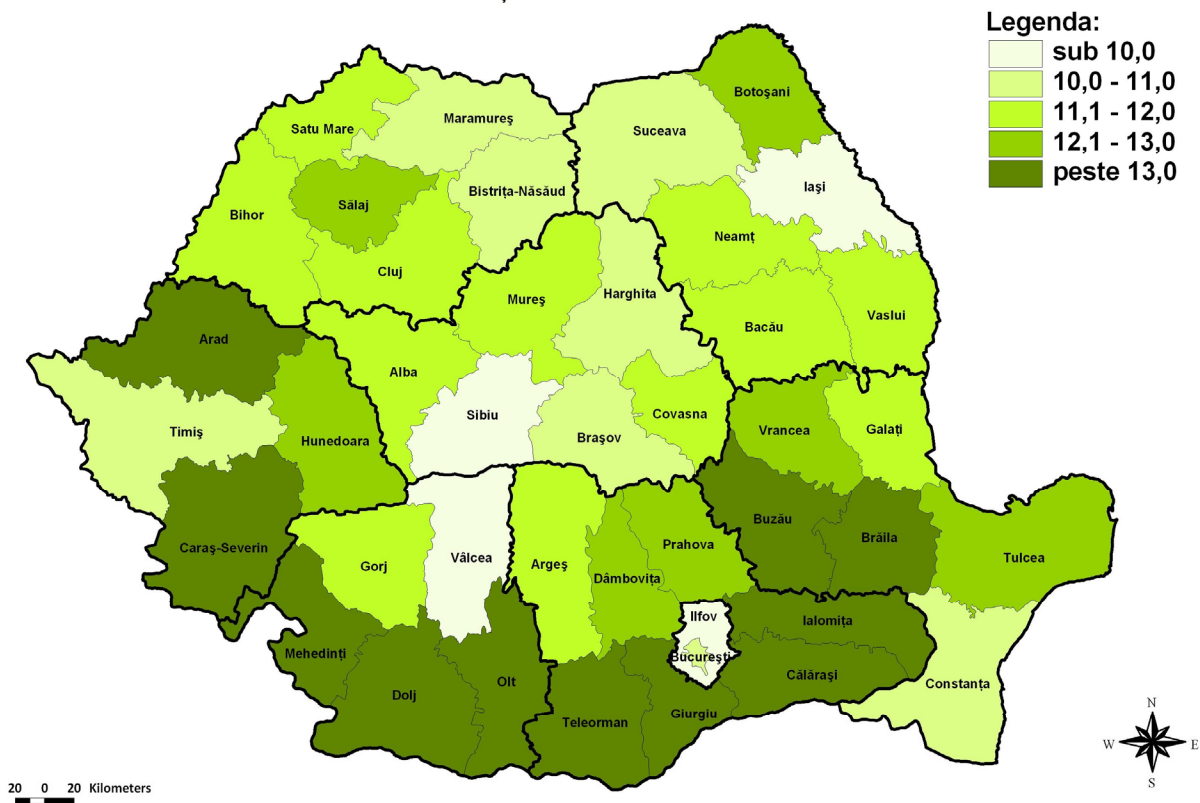 Legenda:
sub 10,0
10,0 - 11,0
11,1 - 12,0
12,1 - 13,0
peste 13,0
Botoşani
Satu Mare
Maramureş
Suceava
Iaşi
Bistriţa-Năsăud
Sălaj
Bihor
Neamţ
Cluj
Harghita
Mureş
Vaslui
Bacău
Arad
Alba
Sibiu
Covasna
Timiş
Hunedoara
Braşov
Vrancea
Galaţi
Buzău
Brăila
Caraş-Severin
Prahova
Vâlcea
Tulcea
Gorj
Argeş
Dâmboviţa
Ilfov
Ialomiţa
Mehedinţi
Bucureşti
Călăraşi
Olt
Constanţa
Dolj
Giurgiu
Teleorman
N
W E
S
20 0 20 Kilometers